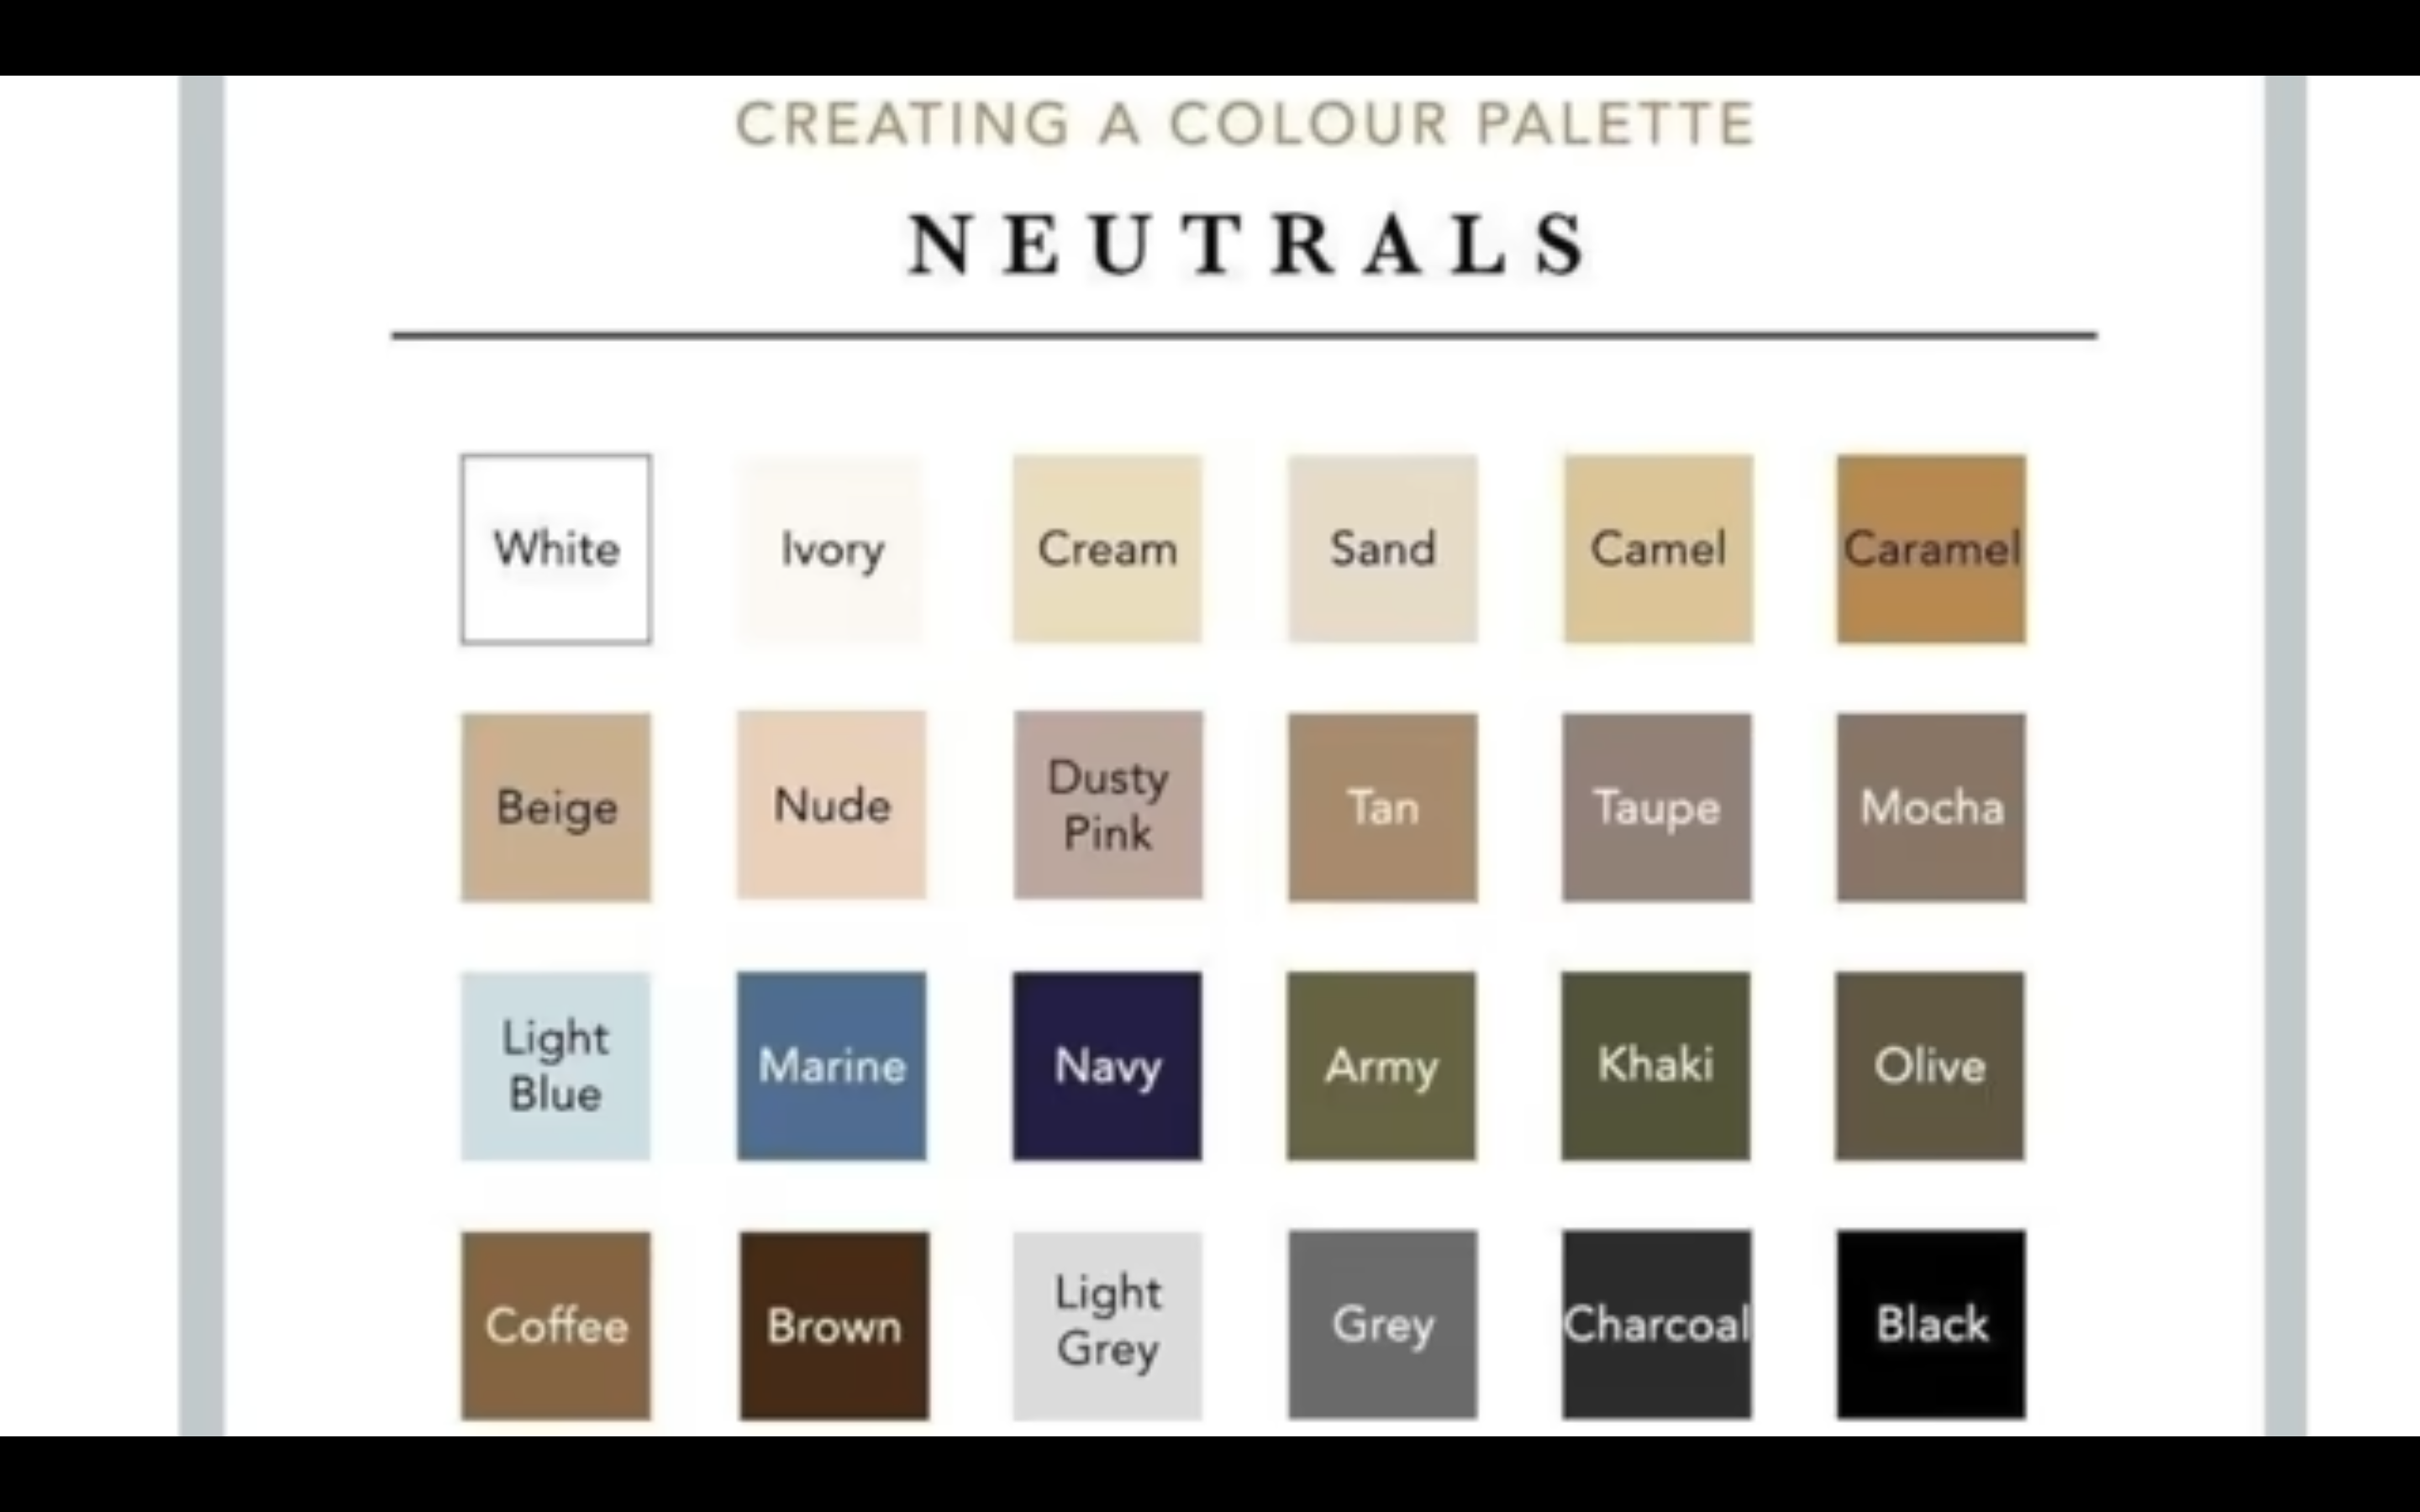 CREATING A COLOUR PALETTE
NEUTRALS
White
Ivory
Cream
Sand
Camel
Caramel
Beige
Nude
Dusty
Pink
Tan
Taupe
Mocha
Light
Blue
Marine
Navy
Army
Khaki
Olive
Coffee
Brown
Light
Grey
Grey
Charcoal
Black